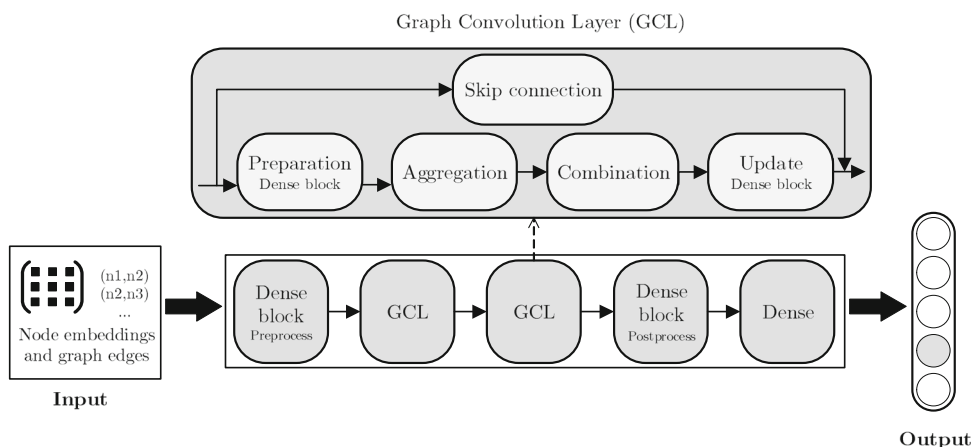 Graph Convolution Layer (GCL)
Skip connection
Preparation
Dense block
Aggregation
Combination
Update
Dense block
(n1,n2)
(n2,n3)
...
Node embeddings
and graph edges
Input
Dense
block
Preprocess
GCL
GCL
Dense
block
Postprocess
Dense
Output